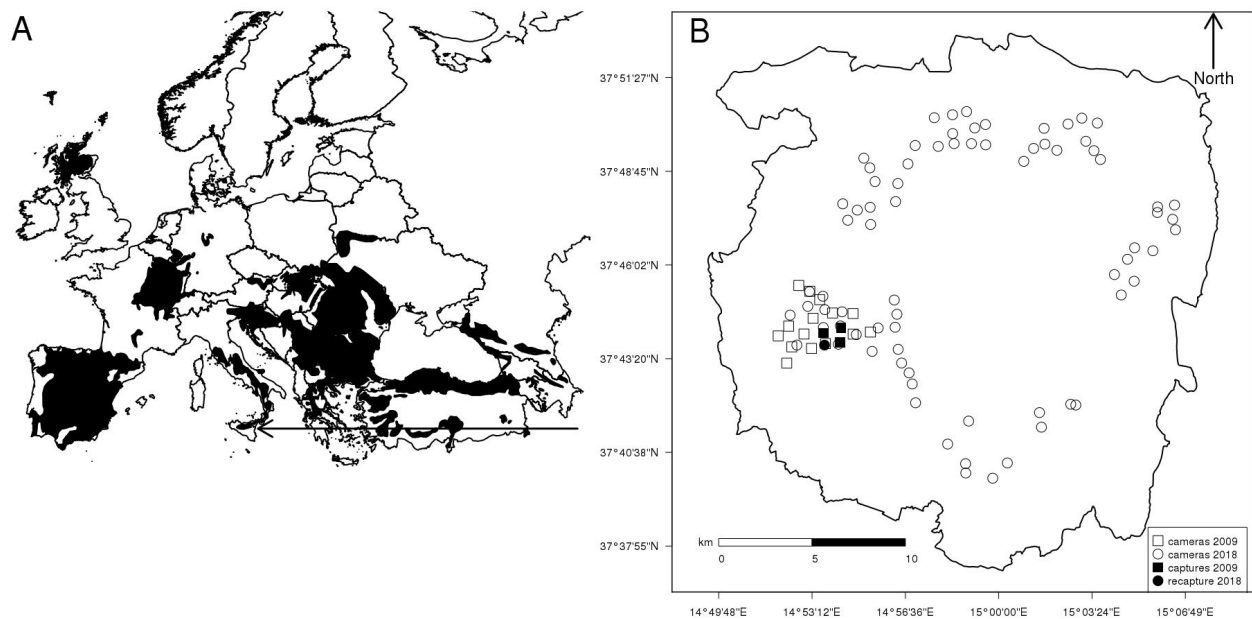 A
B
North
37°51'27"N
37°48'45"N
37°46'02"N
37°43'20"N
37°40'38"N
37°37'55"N
km
0
5
10
cameras 2009
cameras 2018
captures 2009
recapture 2018
14°49'48"E
14°53'12"E
14°56'36"E
15°00'00"E
15°03'24"E
15°06'49"E